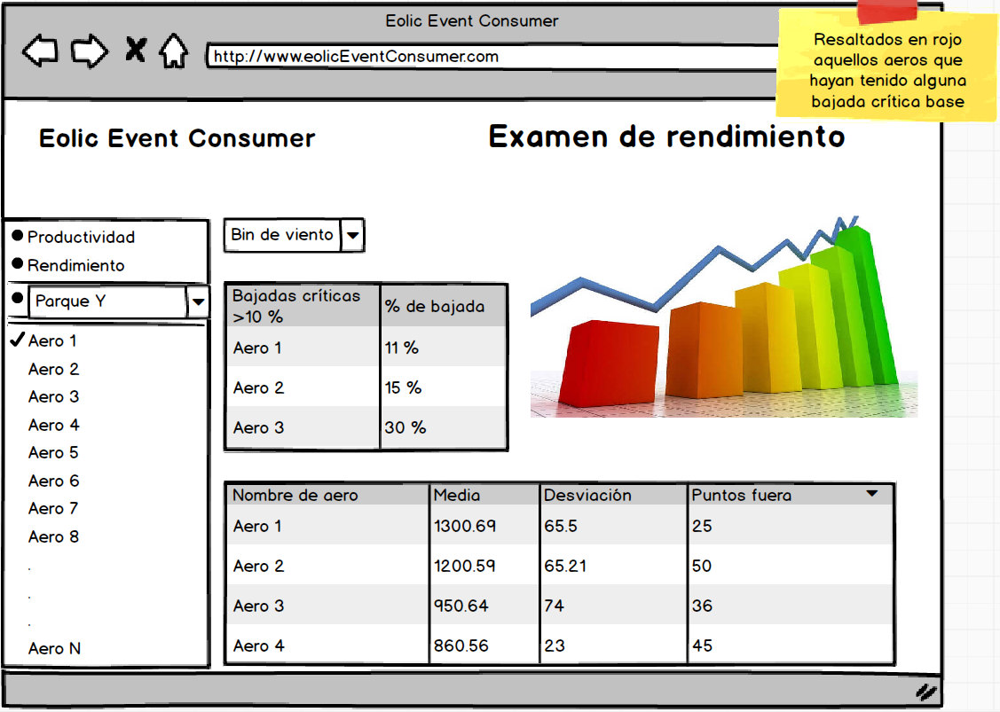 Eolic Event Consumer
http://www.eolicEventConsumer.com
Resaltados en rojo
aquellos aeros que
hayan tenido alguna
bajada crítica base
Eolic Event Consumer
Examen de rendimiento
Productividad
Rendimiento
Parque Y
Aero 1
Aero 2
Aero 3
Aero 4
Aero 5
Aero 6
Aero 7
Aero 8
.
.
.
Aero N
Bin de viento
Bajadas críticas >10 % % de bajada
Aero 1 11 %
Aero 2 15 %
Aero 3 30 %
Nombre de aero Media Desviación Puntos fuera
Aero 1 1300.69 65.5 25
Aero 2 1200.59 65.21 50
Aero 3 950.64 74 36
Aero 4 860.56 23 45